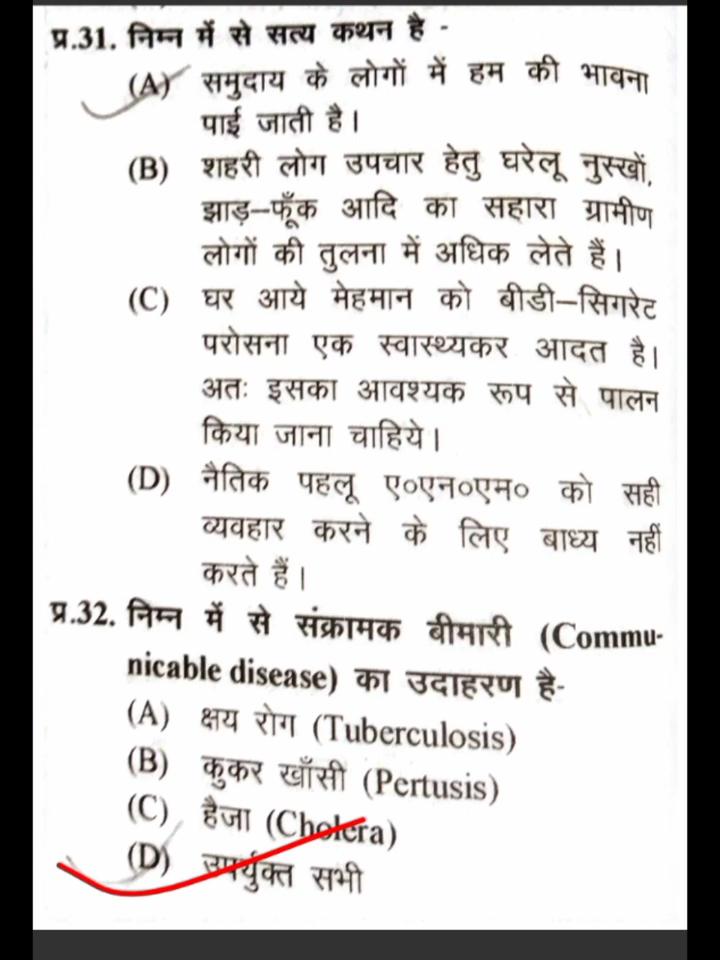 प्र.31. निम्न में से सत्य कथन है -
(A) समुदाय के लोगों में हम की भावना
पाई जाती है।
(B) शहरी लोग उपचार हेतु घरेलू नुस्खों,
झाड़–फूँक आदि का सहारा ग्रामीण
लोगों की तुलना में अधिक लेते हैं।
(C) घर आये मेहमान को बीडी–सिगरेट
परोसना एक स्वास्थ्यकर आदत है।
अतः इसका आवश्यक रूप से पालन
किया जाना चाहिये।
(D) नैतिक पहलू ए०एन०एम० को सही
व्यवहार करने के लिए बाध्य नहीं
करते हैं।
प्र.32. निम्न में से संक्रामक बीमारी (Commu-
nicable disease) का उदाहरण है-
(A) क्षय रोग (Tuberculosis)
(B) कुकर खाँसी (Pertusis)
(C) हैजा (Cholera)
(D) उपर्युक्त सभी